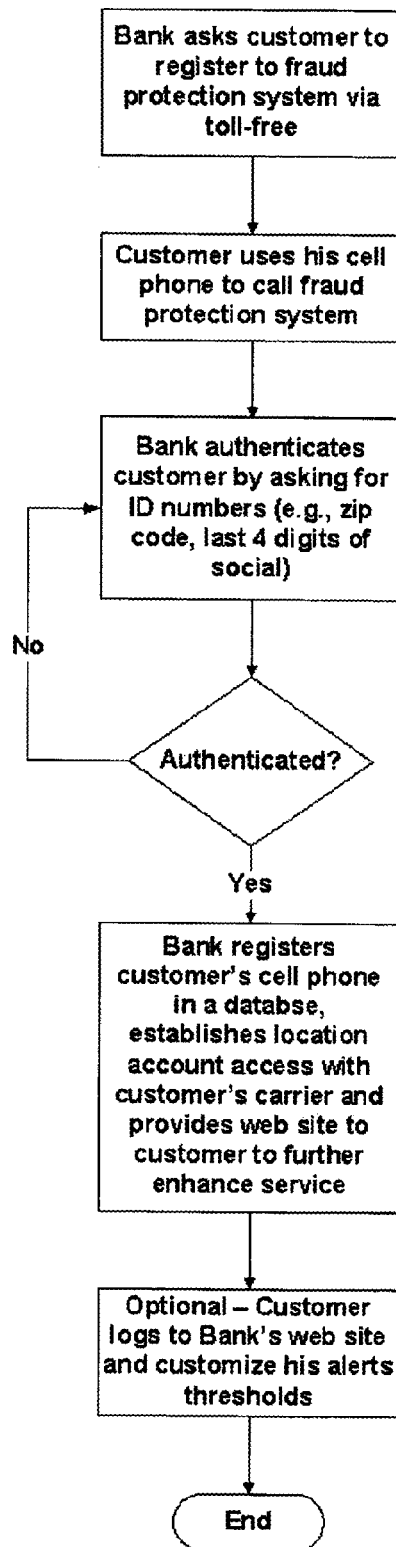 Bank asks customer to
register to fraud
protection system via
toll-free
Customer uses his cell
phone to call fraud
protection system
Bank authenticates
customer by asking for
ID numbers (e.g., zip
code, last 4 digits of
social)
No
Authenticated?
Yes
Bank registers
customer's cell phone
in a databse,
establishes location
account access with
customer's carrier and
provides web site to
customer to further
enhance service
Optional – Customer
logs to Bank's web site
and customize his alerts
thresholds
End